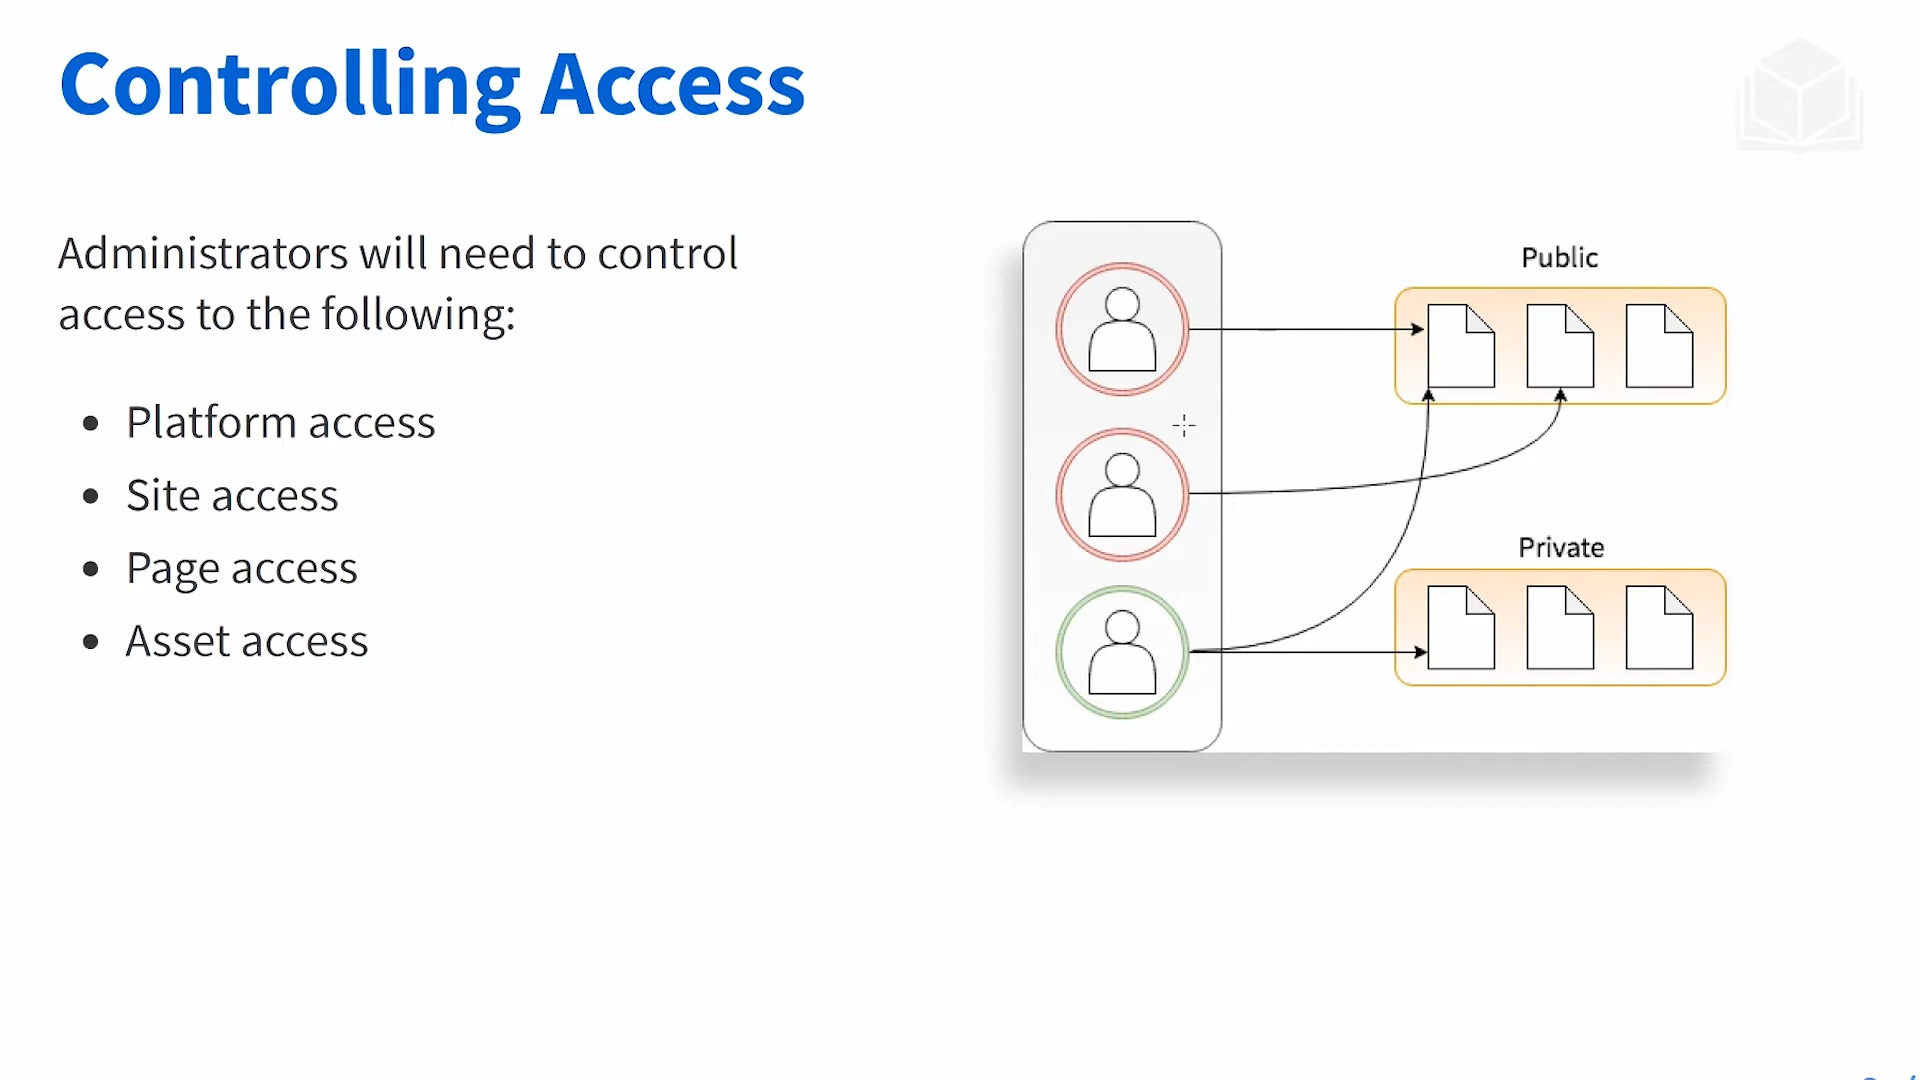 Controlling Access
Administrators will need to control
access to the following:
Platform access
Site access
Page access
Asset access
Public
Private